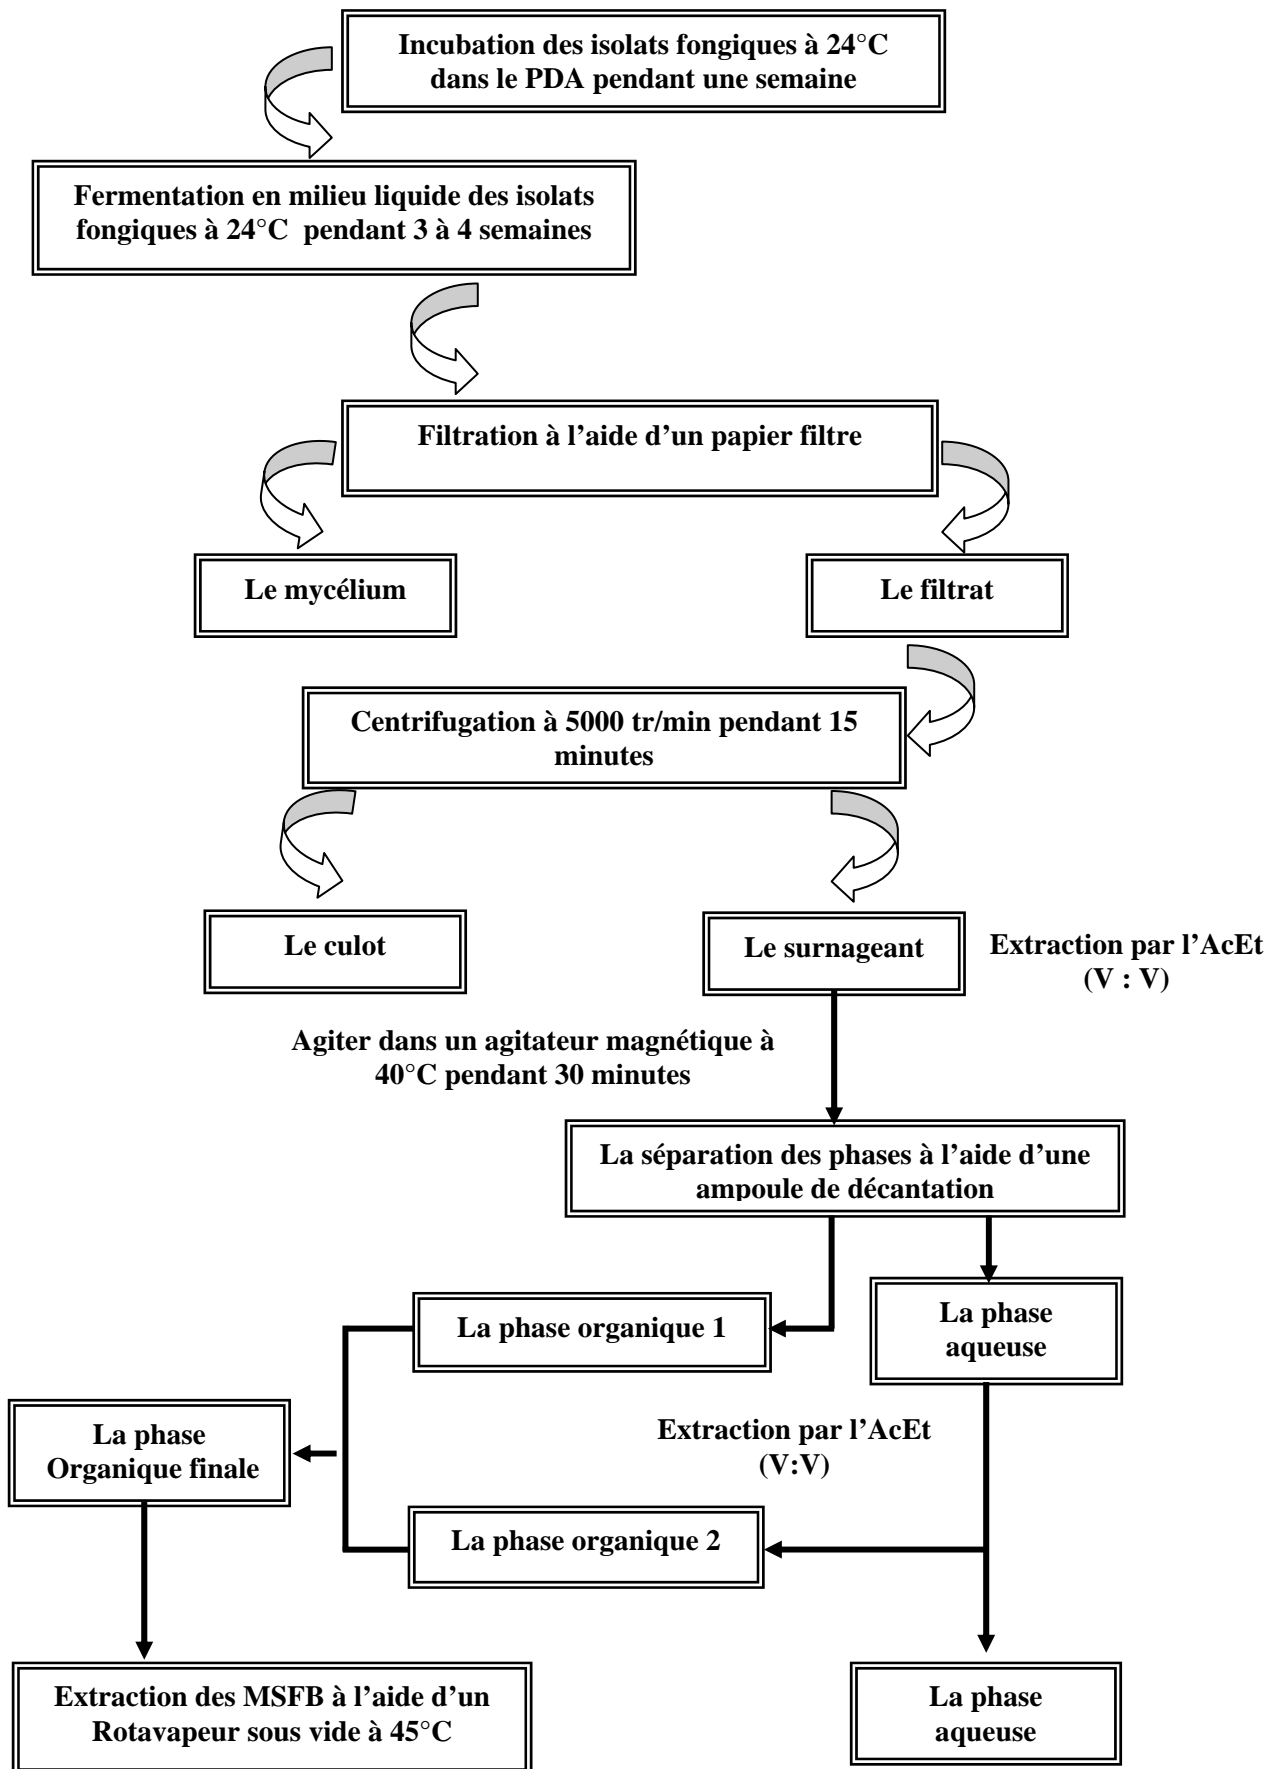 Incubation des isolats fongiques à 24°C
dans le PDA pendant une semaine
Fermentation en milieu liquide des isolats
fongiques à 24°C  pendant 3 à 4 semaines
Filtration à l’aide d’un papier filtre
Le mycélium
Le filtrat
Centrifugation à 5000 tr/min pendant 15
minutes
Le culot
Le surnageant
Extraction par l’AcEt
(V : V)
Agiter dans un agitateur magnétique à
40°C pendant 30 minutes
La séparation des phases à l’aide d’une
ampoule de décantation
La phase organique 1
La phase
aqueuse
La phase
Organique finale
Extraction par l’AcEt
(V:V)
La phase organique 2
Extraction des MSFB à l’aide d’un
Rotavapeur sous vide à 45°C
La phase
aqueuse